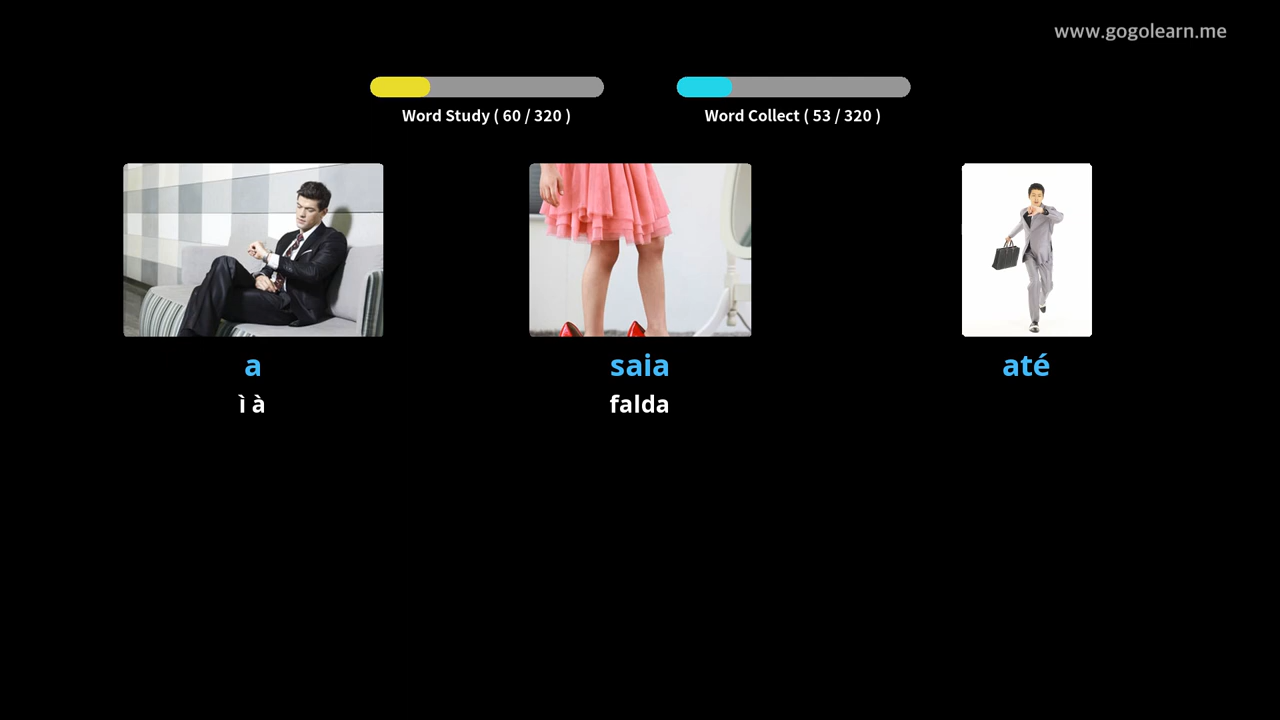 www.gogolearn.me
Word Study ( 60 / 320 )
Word Collect ( 53 / 320 )
a
saia
até
ì à
falda